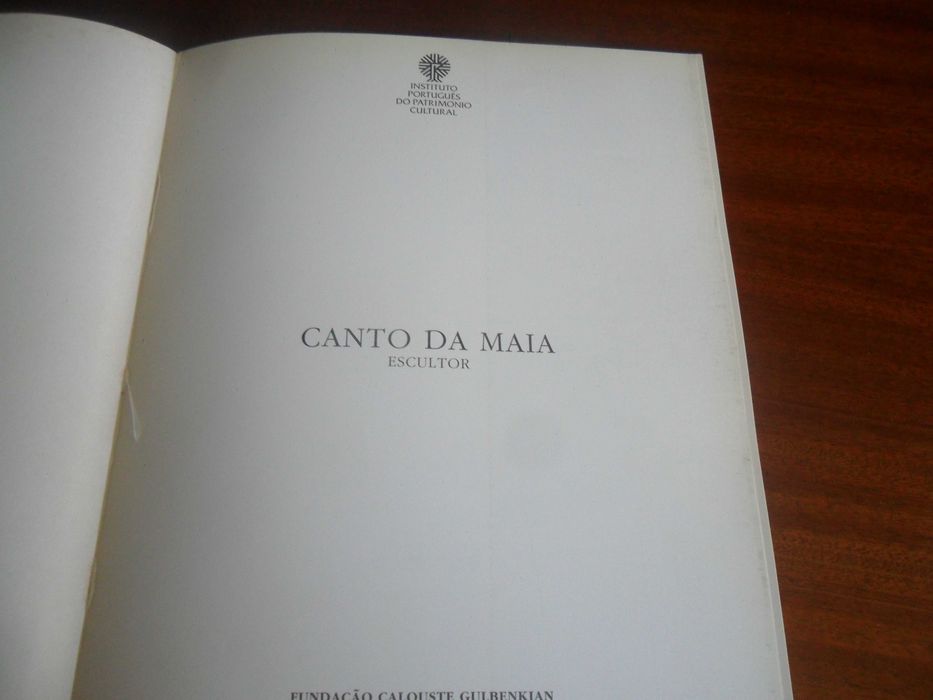 INSTITUTO
PORTUGUÊS
DO PATRIMÓNIO
CULTURAL
CANTO DA MAIA
ESCULTOR
FUNDAÇÃO CALOUSTE GULBENKIAN